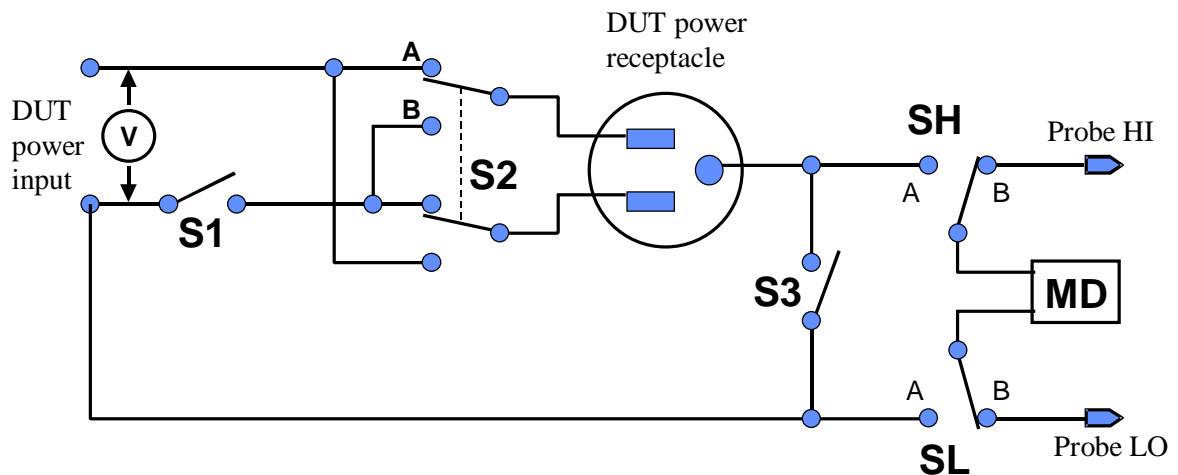 DUT power
receptacle
A
DUT
power
input
V
B
S2
S1
SH
Probe HI
A
B
S3
MD
A
B
SL
Probe LO